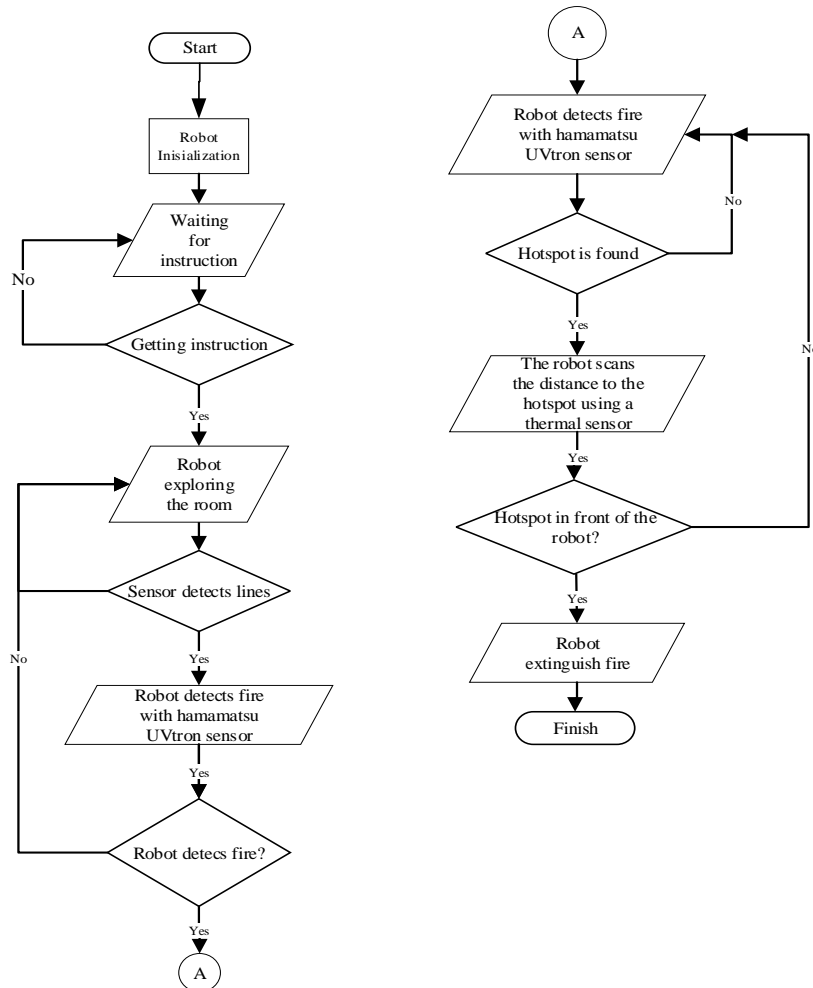 Start
Robot
Inisialization
Waiting
for
instruction
No
Getting instruction
Yes
Robot
exploring
the room
Sensor detects lines
No
Yes
Robot detects fire
with hamamatsu
UVtron sensor
Yes
Robot detecs fire?
Yes
A
A
Robot detects fire
with hamamatsu
UVtron sensor
No
Hotspot is found
Yes
The robot scans
the distance to the
hotspot using a
thermal sensor
No
Yes
Hotspot in front of the
robot?
Yes
Robot
extinguish fire
Finish